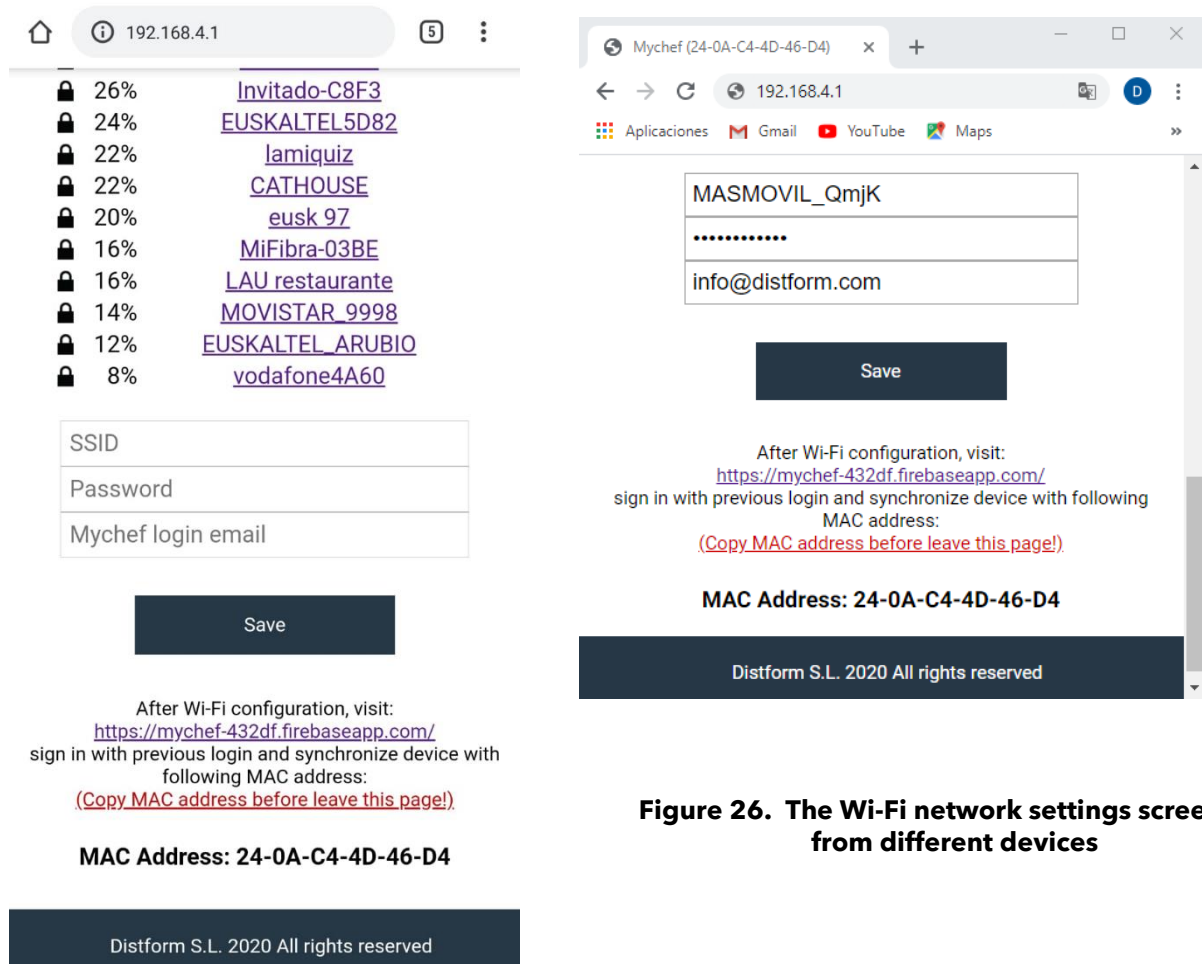 192.168.4.1
5
26% Invitado-C8F3
24% EUSKALTEL5D82
22% lamiquiz
22% CATHOUSE
20% eusk 97
16% MiFibra-03BE
16% LAU restaurante
14% MOVISTAR_9998
12% EUSKALTEL_ARUBIO
8% vodafone4A60
SSID
Password
Mychef login email
Save
After Wi-Fi configuration, visit:
https://mychef-432df.firebaseapp.com/
sign in with previous login and synchronize device with
following MAC address:
(Copy MAC address before leave this page!)
MAC Address: 24-0A-C4-4D-46-D4
Distform S.L. 2020 All rights reserved
Mychef (24-0A-C4-4D-46-D4)
192.168.4.1
D
Aplicaciones Gmail YouTube Maps »
MASMOVIL_QmjK
••••••••••••
info@distform.com
Save
After Wi-Fi configuration, visit:
https://mychef-432df.firebaseapp.com/
sign in with previous login and synchronize device with following
MAC address:
(Copy MAC address before leave this page!)
MAC Address: 24-0A-C4-4D-46-D4
Distform S.L. 2020 All rights reserved
Figure 26. The Wi-Fi network settings scree
from different devices